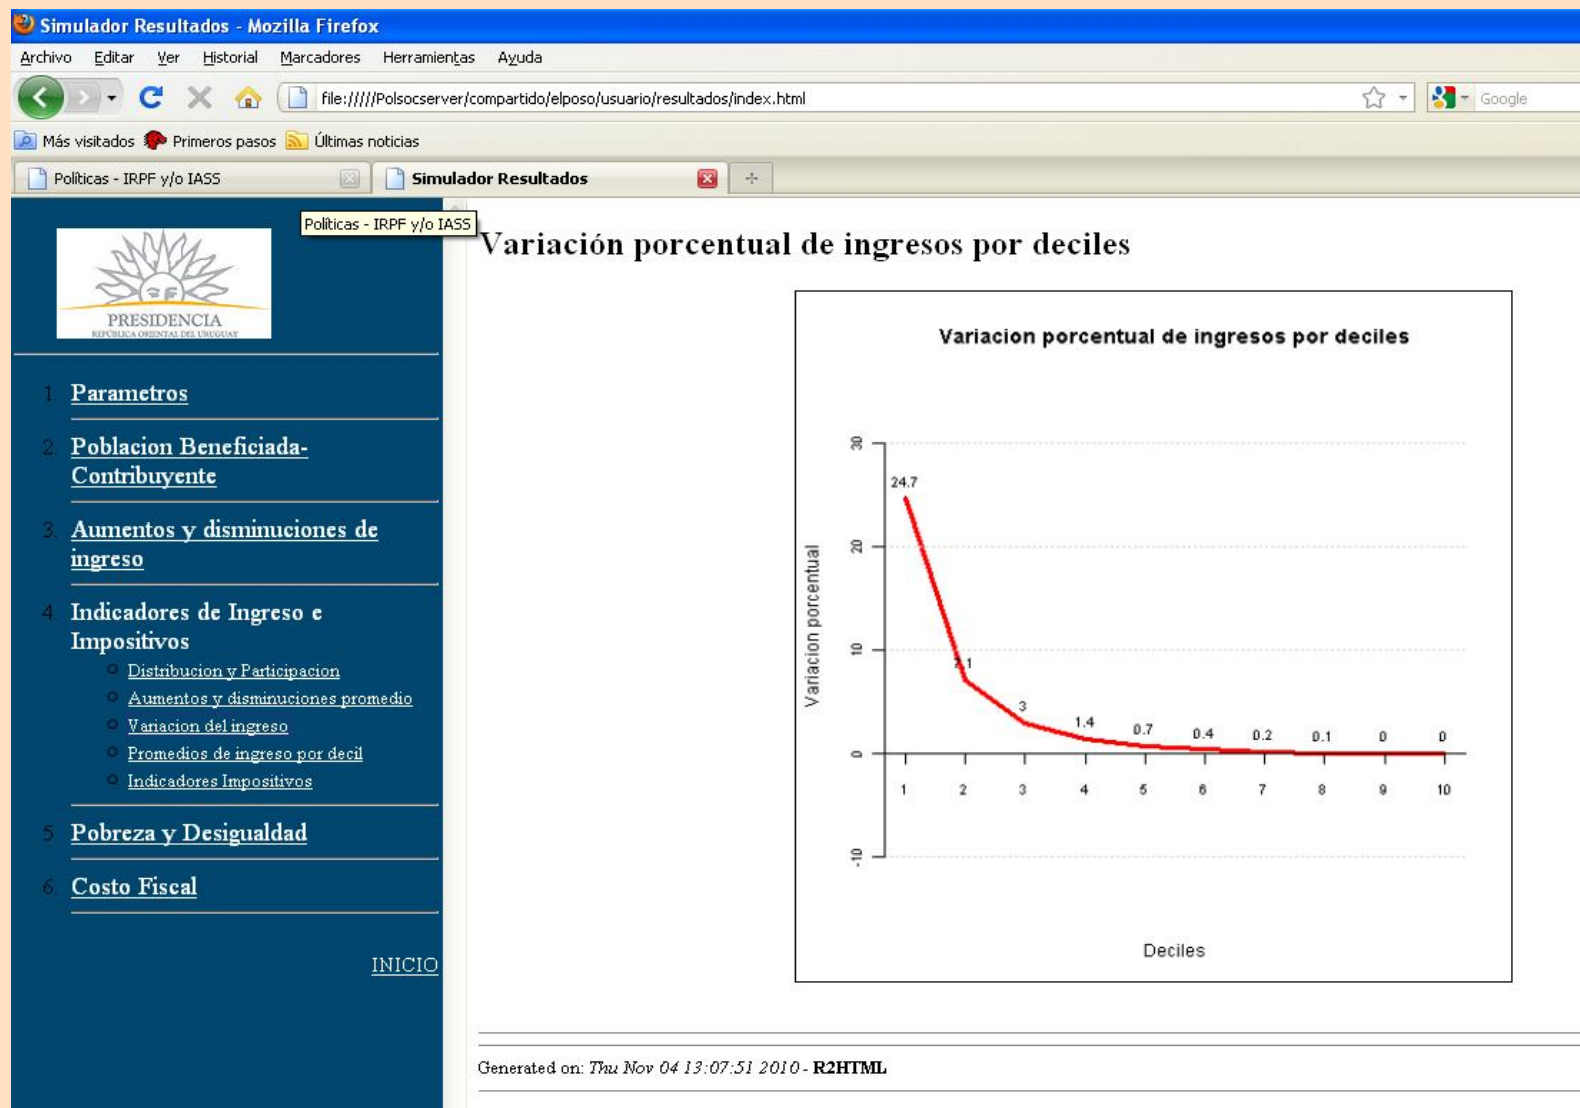 Simulador Resultados - Mozilla Firefox
Archivo Editar Ver Historial Marcadores Herramientas Ayuda
file://///Polsocserver/compartido/elposo/usuario/resultados/index.html
Google
Más visitados Primeros pasos Últimas noticias
Políticas - IRPF y/o IASS
Simulador Resultados
Políticas - IRPF y/o IASS
PRESIDENCIA
REPÚBLICA ORIENTAL DEL URUGUAY
1. Parametros
2. Poblacion Beneficiada-
Contribuyente
3. Aumentos y disminuciones de
ingreso
4. Indicadores de Ingreso e
Impositivos
Distribucion y Participacion
Aumentos y disminuciones promedio
Variacion del ingreso
Promedios de ingreso por decil
Indicadores Impositivos
5. Pobreza y Desigualdad
6. Costo Fiscal
INICIO
Variación porcentual de ingresos por deciles
Variacion porcentual de ingresos por deciles
Variacion porcentual
30
20
10
0
-10
24.7
7.1
3
1.4
0.7
0.4
0.2
0.1
0
0
1 2 3 4 5 6 7 8 9 10
Deciles
Generated on: Thu Nov 04 13:07:51 2010 - R2HTML